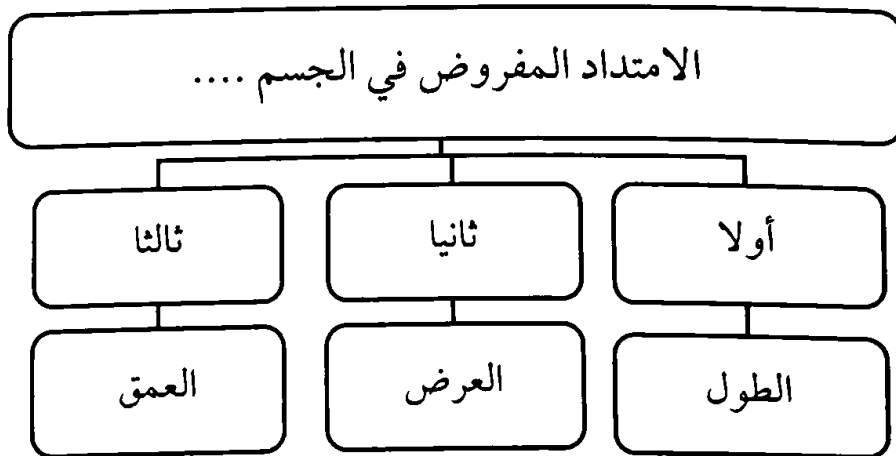 الامتداد المفروض في الجسم ....
أولا
ثانيا
ثالثا
الطول
العرض
العمق